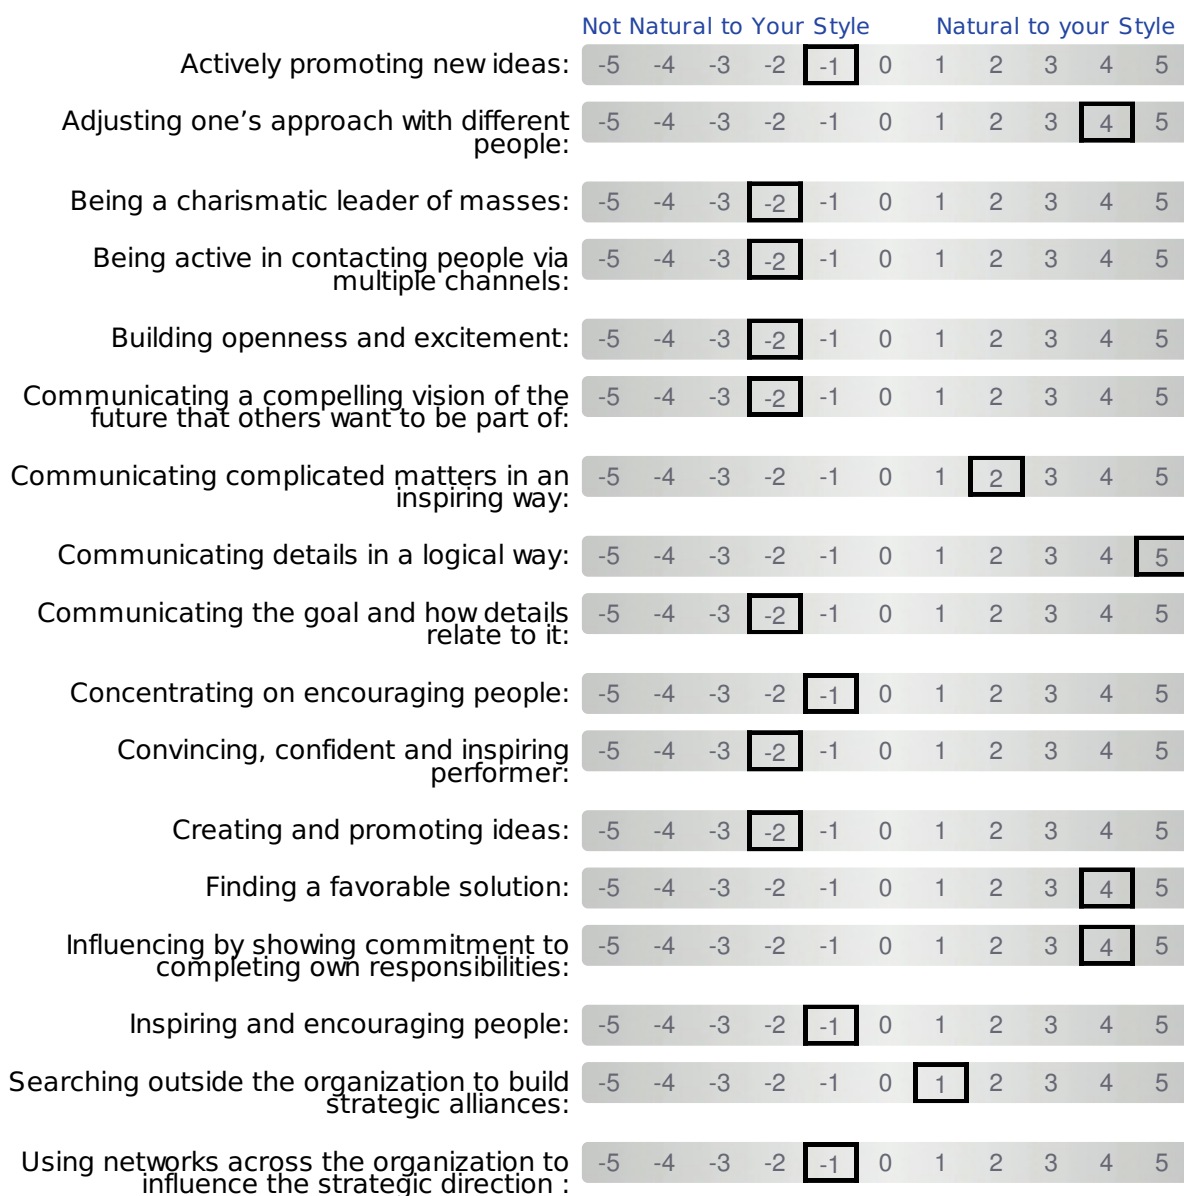 Not Natural to Your Style Natural to your Style
Actively promoting new ideas: -5 -4 -3 -2 -1 0 1 2 3 4 5
Adjusting one’s approach with different -5 -4 -3 -2 -1 0 1 2 3 4 5
people:
Being a charismatic leader of masses: -5 -4 -3 -2 -1 0 1 2 3 4 5
Being active in contacting people via -5 -4 -3 -2 -1 0 1 2 3 4 5
multiple channels:
Building openness and excitement: -5 -4 -3 -2 -1 0 1 2 3 4 5
Communicating a compelling vision of the -5 -4 -3 -2 -1 0 1 2 3 4 5
future that others want to be part of:
Communicating complicated matters in an -5 -4 -3 -2 -1 0 1 2 3 4 5
inspiring way:
Communicating details in a logical way: -5 -4 -3 -2 -1 0 1 2 3 4 5
Communicating the goal and how details -5 -4 -3 -2 -1 0 1 2 3 4 5
relate to it:
Concentrating on encouraging people: -5 -4 -3 -2 -1 0 1 2 3 4 5
Convincing, confident and inspiring -5 -4 -3 -2 -1 0 1 2 3 4 5
performer:
Creating and promoting ideas: -5 -4 -3 -2 -1 0 1 2 3 4 5
Finding a favorable solution: -5 -4 -3 -2 -1 0 1 2 3 4 5
Influencing by showing commitment to -5 -4 -3 -2 -1 0 1 2 3 4 5
completing own responsibilities:
Inspiring and encouraging people: -5 -4 -3 -2 -1 0 1 2 3 4 5
Searching outside the organization to build -5 -4 -3 -2 -1 0 1 2 3 4 5
strategic alliances:
Using networks across the organization to -5 -4 -3 -2 -1 0 1 2 3 4 5
influence the strategic direction :